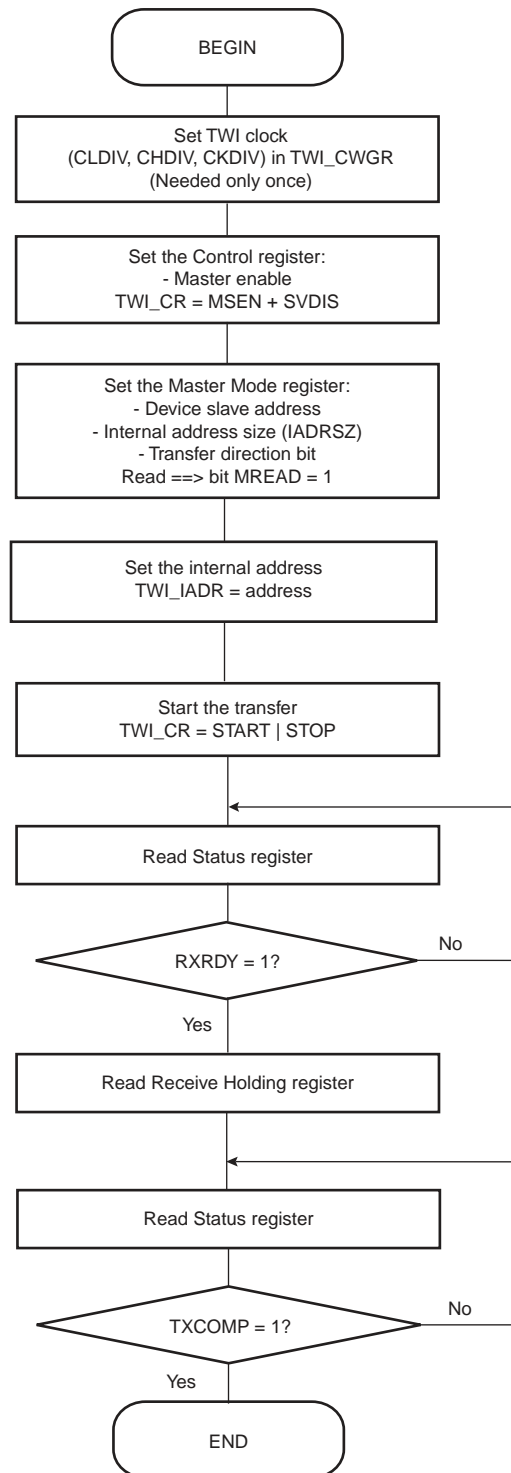 BEGIN
Set TWI clock
(CLDIV, CHDIV, CKDIV) in TWI_CWGR
(Needed only once)
Set the Control register:
- Master enable
TWI_CR = MSEN + SVDIS
Set the Master Mode register:
- Device slave address
- Internal address size (IADRSZ)
- Transfer direction bit
Read ==> bit MREAD = 1
Set the internal address
TWI_IADR = address
Start the transfer
TWI_CR = START | STOP
Read Status register
RXRDY = 1?
No
Yes
Read Receive Holding register
Read Status register
TXCOMP = 1?
No
Yes
END